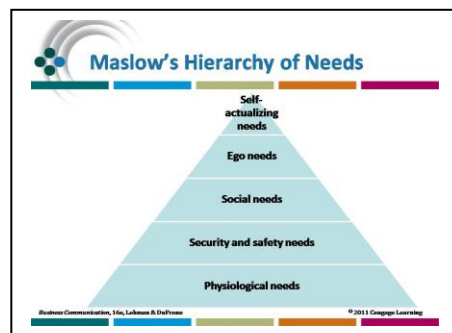 Maslow's Hierarchy of Needs
Self-
actualizing
needs
Ego needs
Social needs
Security and safety needs
Physiological needs
Business Communication, 16e, Lehman & DuFrene
© 2011 Cengage Learning